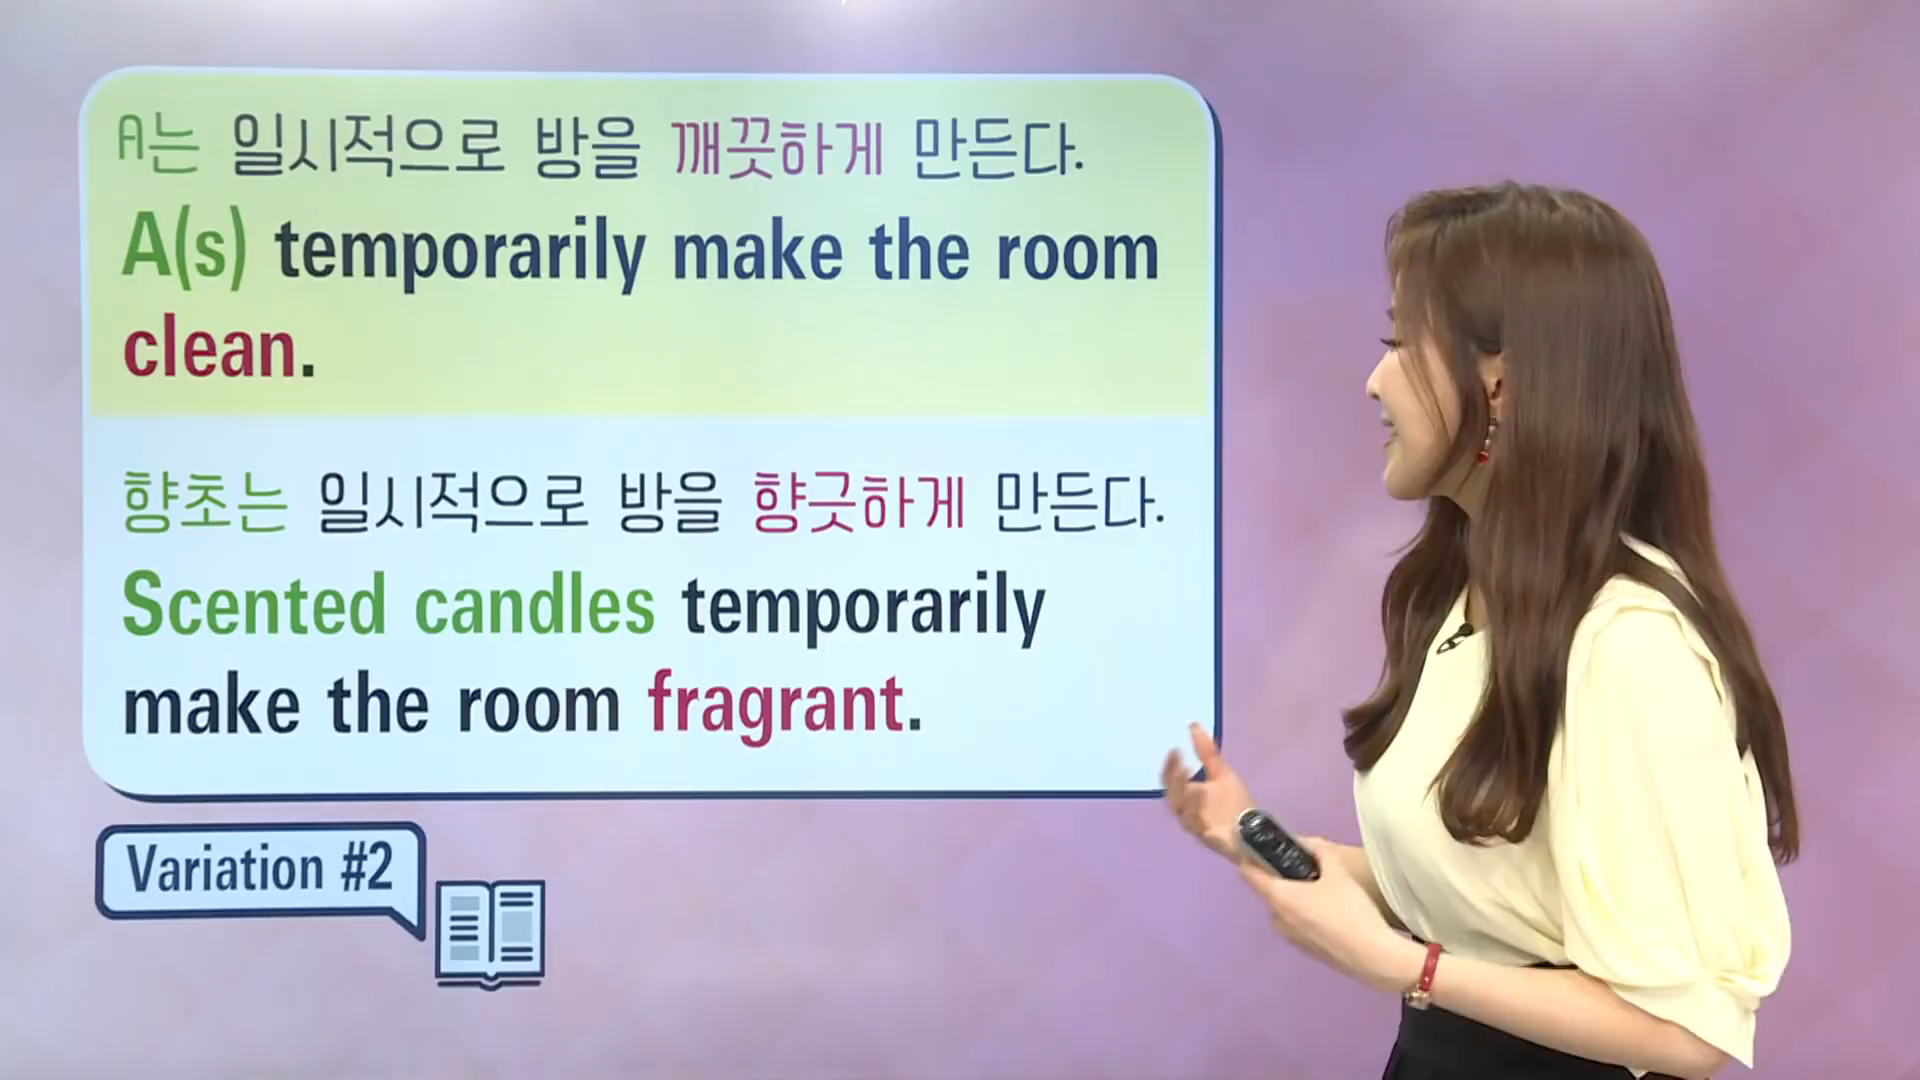 A는 일시적으로 방을 깨끗하게 만든다.
A(s) temporarily make the room
clean.
향초는 일시적으로 방을 향긋하게 만든다.
Scented candles temporarily
make the room fragrant.
Variation #2